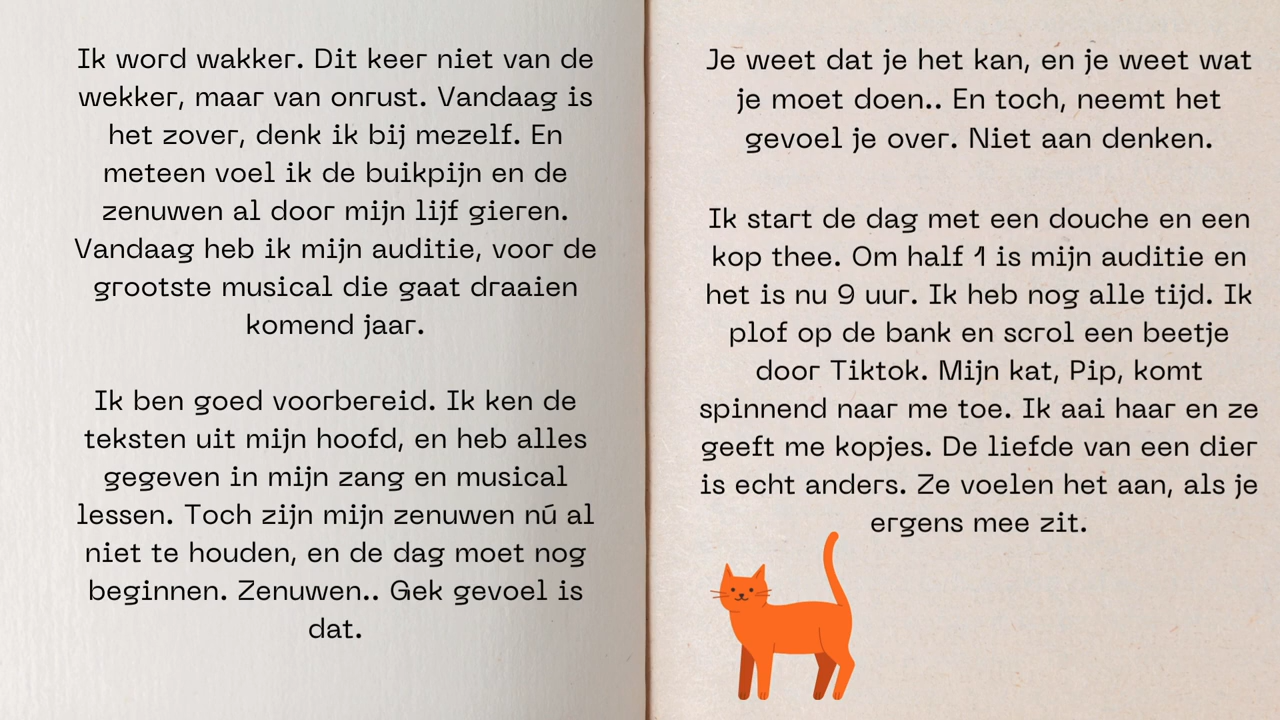 Ik word wakker. Dit keer niet van de
wekker, maar van onrust. Vandaag is
het zover, denk ik bij mezelf. En
meteen voel ik de buikpijn en de
zenuwen al door mijn lijf gieren.
Vandaag heb ik mijn auditie, voor de
grootste musical die gaat draaien
komend jaar.
Ik ben goed voorbereid. Ik ken de
teksten uit mijn hoofd, en heb alles
gegeven in mijn zang en musical
lessen. Toch zijn mijn zenuwen nú al
niet te houden, en de dag moet nog
beginnen. Zenuwen.. Gek gevoel is
dat.
Je weet dat je het kan, en je weet wat
je moet doen.. En toch, neemt het
gevoel je over. Niet aan denken.
Ik start de dag met een douche en een
kop thee. Om half 1 is mijn auditie en
het is nu 9 uur. Ik heb nog alle tijd. Ik
plof op de bank en scrol een beetje
door Tiktok. Mijn kat, Pip, komt
spinnend naar me toe. Ik aai haar en ze
geeft me kopjes. De liefde van een dier
is echt anders. Ze voelen het aan, als je
ergens mee zit.